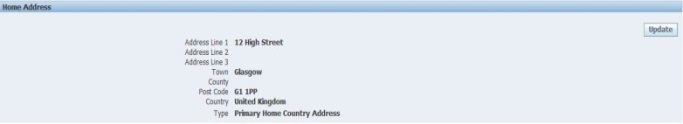 Home Address
Update
Address Line 1 12 High Street
Address Line 2
Address Line 3
Town Glasgow
County
Post Code G1 1PP
Country United Kingdom
Type Primary Home Country Address